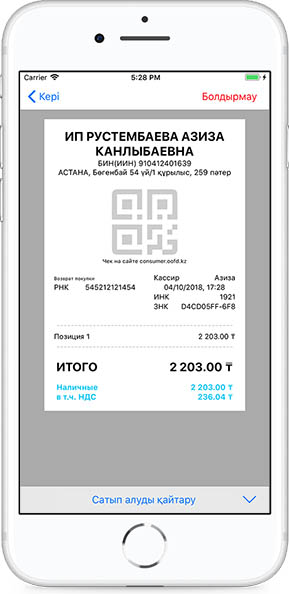 Carrier 5:28 PM
Кері Болдырмау
ИП РУСТЕМБАЕВА АЗИЗА
КАНЛЫБАЕВНА
БИН(ИИН) 910412401639
АСТАНА, Бөгенбай 54 үй/1 құрылыс, 259 пәтер
Чек на сайте consumer.oofd.kz
Возврат покупки Кассир Азиза
РНК 545212121454 04/10/2018, 17:28
ИНК 1921
ЗНК D4CD05FF-6F8
Позиция 1 2 203.00 ₸
ИТОГО 2 203.00 ₸
Наличные 2 203.00 ₸
в т.ч. НДС 236.04 ₸
Сатып алуды қайтару